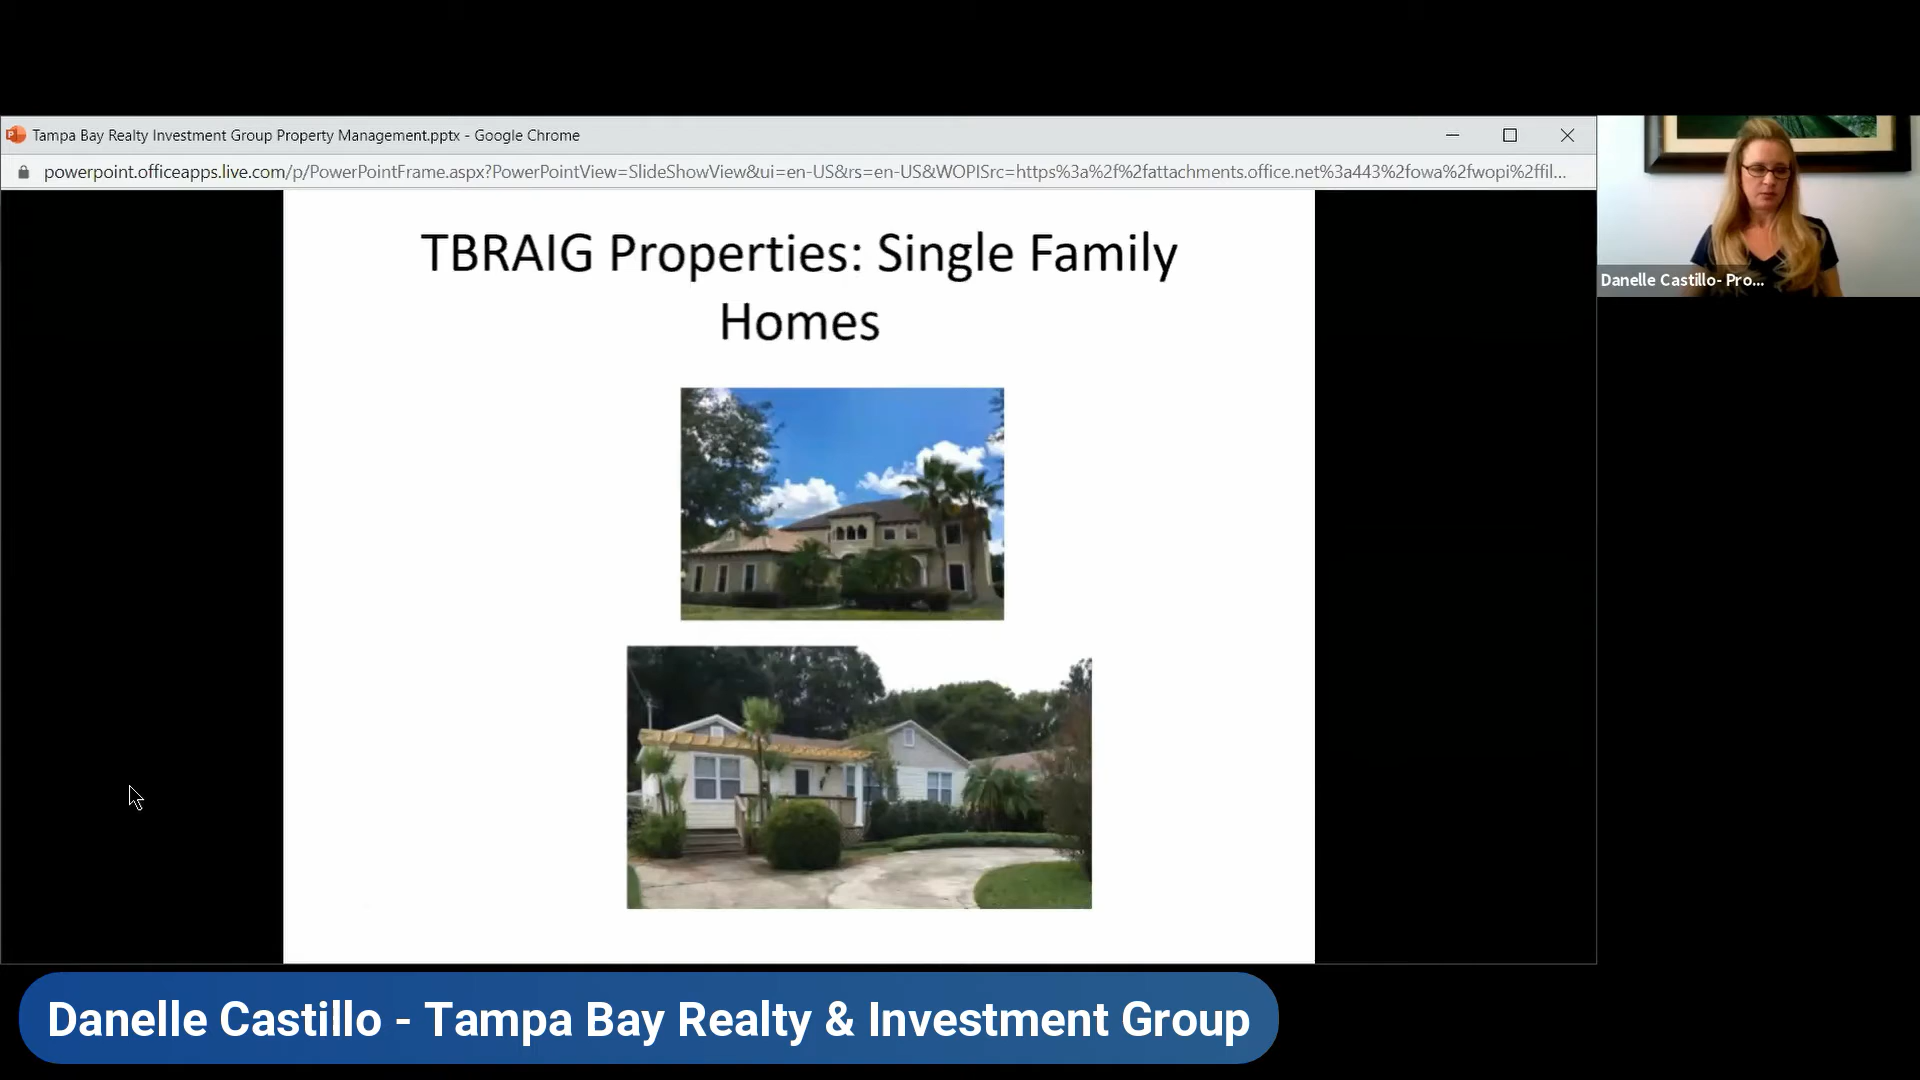 Tampa Bay Realty Investment Group Property Management.pptx - Google Chrome
powerpoint.officeapps.live.com/p/PowerPointFrame.aspx?PowerPointView=SlideShowView&ui=en-US&rs=en-US&WOPISrc=https%3a%2f%2fattachments.office.net%3a443%2fowa%2fwopi%2ffil...
TBRAIG Properties: Single Family
Homes
Danelle Castillo- Pro...
Danelle Castillo - Tampa Bay Realty & Investment Group